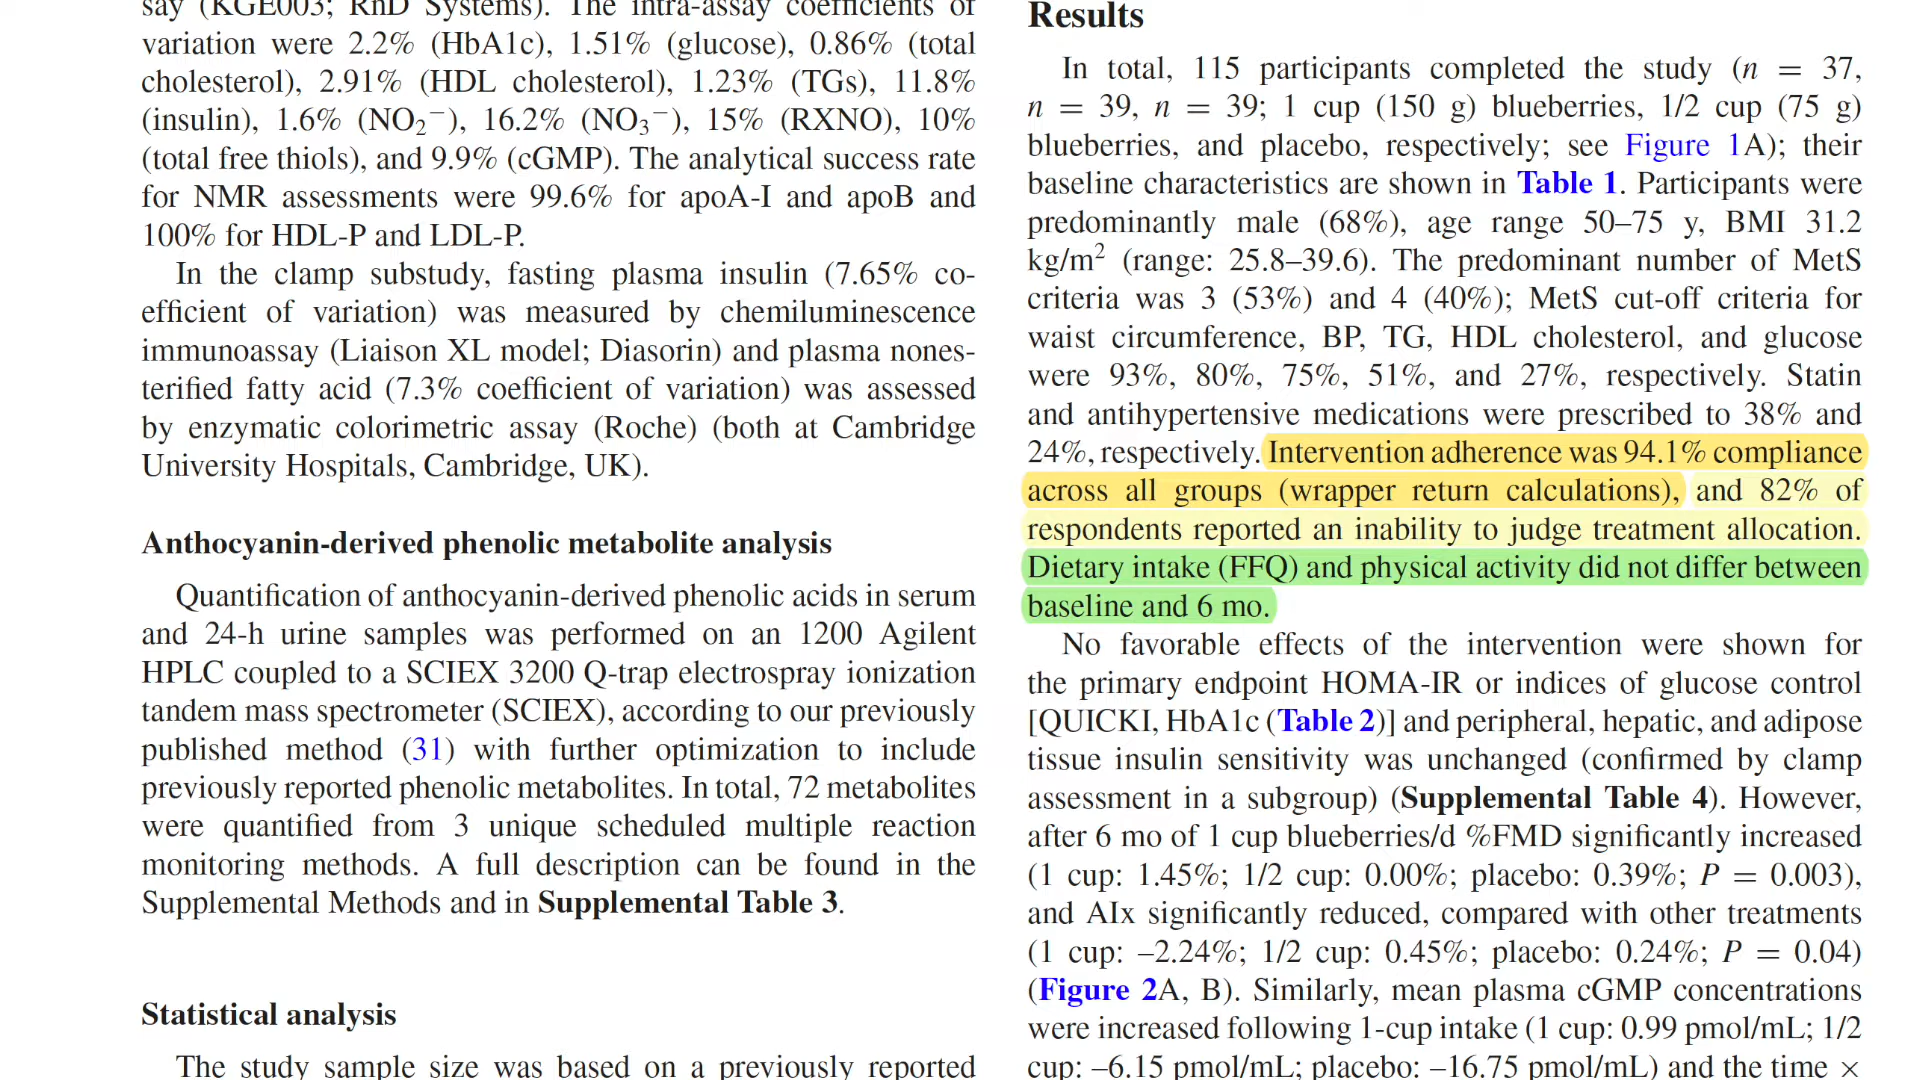 say (KGE003; RnD Systems). The intra-assay coefficients of
variation were 2.2% (HbA1c), 1.51% (glucose), 0.86% (total
cholesterol), 2.91% (HDL cholesterol), 1.23% (TGs), 11.8%
(insulin), 1.6% (NO₂⁻), 16.2% (NO₃⁻), 15% (RXNO), 10%
(total free thiols), and 9.9% (cGMP). The analytical success rate
for NMR assessments were 99.6% for apoA-I and apoB and
100% for HDL-P and LDL-P.
In the clamp substudy, fasting plasma insulin (7.65% co-
efficient of variation) was measured by chemiluminescence
immunoassay (Liaison XL model; Diasorin) and plasma nones-
terified fatty acid (7.3% coefficient of variation) was assessed
by enzymatic colorimetric assay (Roche) (both at Cambridge
University Hospitals, Cambridge, UK).
Anthocyanin-derived phenolic metabolite analysis
Quantification of anthocyanin-derived phenolic acids in serum
and 24-h urine samples was performed on an 1200 Agilent
HPLC coupled to a SCIEX 3200 Q-trap electrospray ionization
tandem mass spectrometer (SCIEX), according to our previously
published method (31) with further optimization to include
previously reported phenolic metabolites. In total, 72 metabolites
were quantified from 3 unique scheduled multiple reaction
monitoring methods. A full description can be found in the
Supplemental Methods and in Supplemental Table 3.
Statistical analysis
The study sample size was based on a previously reported
Results
In total, 115 participants completed the study (n = 37,
n = 39, n = 39; 1 cup (150 g) blueberries, 1/2 cup (75 g)
blueberries, and placebo, respectively; see Figure 1A); their
baseline characteristics are shown in Table 1. Participants were
predominantly male (68%), age range 50–75 y, BMI 31.2
kg/m² (range: 25.8–39.6). The predominant number of MetS
criteria was 3 (53%) and 4 (40%); MetS cut-off criteria for
waist circumference, BP, TG, HDL cholesterol, and glucose
were 93%, 80%, 75%, 51%, and 27%, respectively. Statin
and antihypertensive medications were prescribed to 38% and
24%, respectively. Intervention adherence was 94.1% compliance
across all groups (wrapper return calculations), and 82% of
respondents reported an inability to judge treatment allocation.
Dietary intake (FFQ) and physical activity did not differ between
baseline and 6 mo.
No favorable effects of the intervention were shown for
the primary endpoint HOMA-IR or indices of glucose control
[QUICKI, HbA1c (Table 2)] and peripheral, hepatic, and adipose
tissue insulin sensitivity was unchanged (confirmed by clamp
assessment in a subgroup) (Supplemental Table 4). However,
after 6 mo of 1 cup blueberries/d %FMD significantly increased
(1 cup: 1.45%; 1/2 cup: 0.00%; placebo: 0.39%; P = 0.003),
and AIx significantly reduced, compared with other treatments
(1 cup: –2.24%; 1/2 cup: 0.45%; placebo: 0.24%; P = 0.04)
(Figure 2A, B). Similarly, mean plasma cGMP concentrations
were increased following 1-cup intake (1 cup: 0.99 pmol/mL; 1/2
cup: –6.15 pmol/mL; placebo: –16.75 pmol/mL) and the time ×